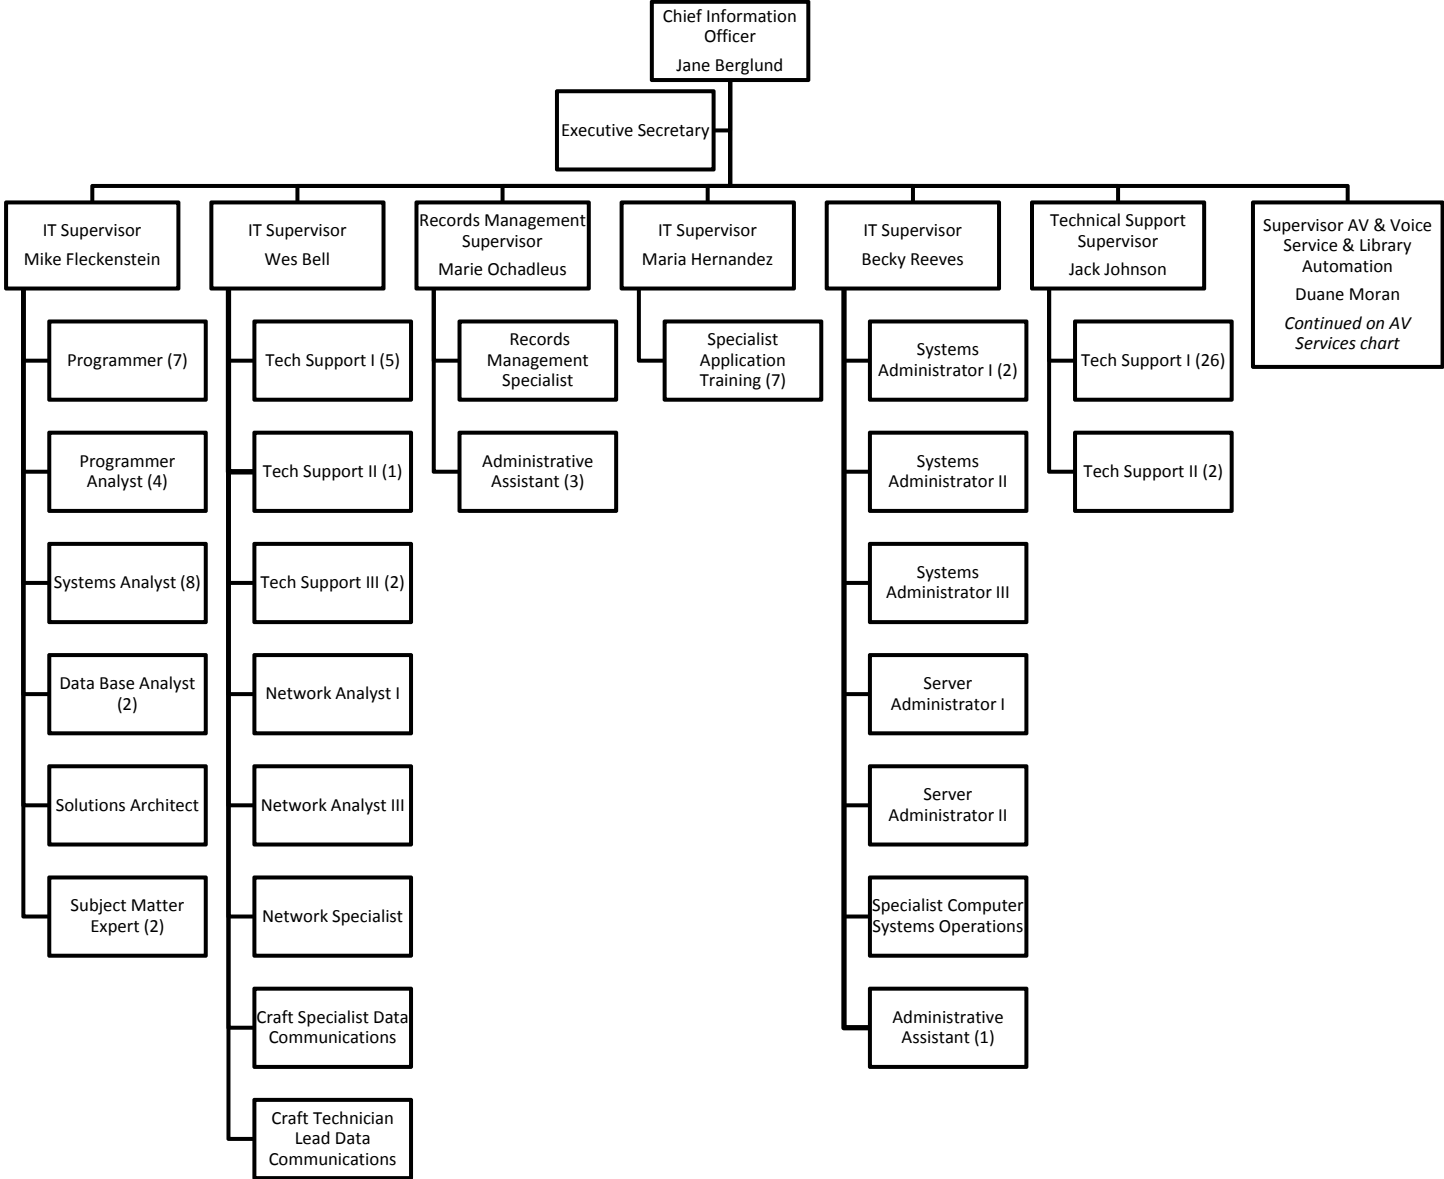 Chief Information
Officer
Jane Berglund
Executive Secretary
IT Supervisor
Mike Fleckenstein
IT Supervisor
Wes Bell
Records Management
Supervisor
Marie Ochadleus
IT Supervisor
Maria Hernandez
IT Supervisor
Becky Reeves
Technical Support
Supervisor
Jack Johnson
Supervisor AV & Voice
Service & Library
Automation
Duane Moran
Continued on AV
Services chart
Programmer (7)
Programmer
Analyst (4)
Systems Analyst (8)
Data Base Analyst
(2)
Solutions Architect
Subject Matter
Expert (2)
Tech Support I (5)
Tech Support II (1)
Tech Support III (2)
Network Analyst I
Network Analyst III
Network Specialist
Craft Specialist Data
Communications
Craft Technician
Lead Data
Communications
Records
Management
Specialist
Administrative
Assistant (3)
Specialist
Application
Training (7)
Systems
Administrator I (2)
Systems
Administrator II
Systems
Administrator III
Server
Administrator I
Server
Administrator II
Specialist Computer
Systems Operations
Administrative
Assistant (1)
Tech Support I (26)
Tech Support II (2)